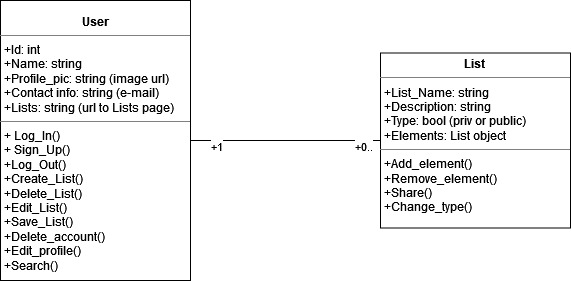 User
+Id: int
+Name: string
+Profile_pic: string (image url)
+Contact info: string (e-mail)
+Lists: string (url to Lists page)
+ Log_In()
+ Sign_Up()
+Log_Out()
+Create_List()
+Delete_List()
+Edit_List()
+Save_List()
+Delete_account()
+Edit_profile()
+Search()
+1
+0..
List
+List_Name: string
+Description: string
+Type: bool (priv or public)
+Elements: List object
+Add_element()
+Remove_element()
+Share()
+Change_type()